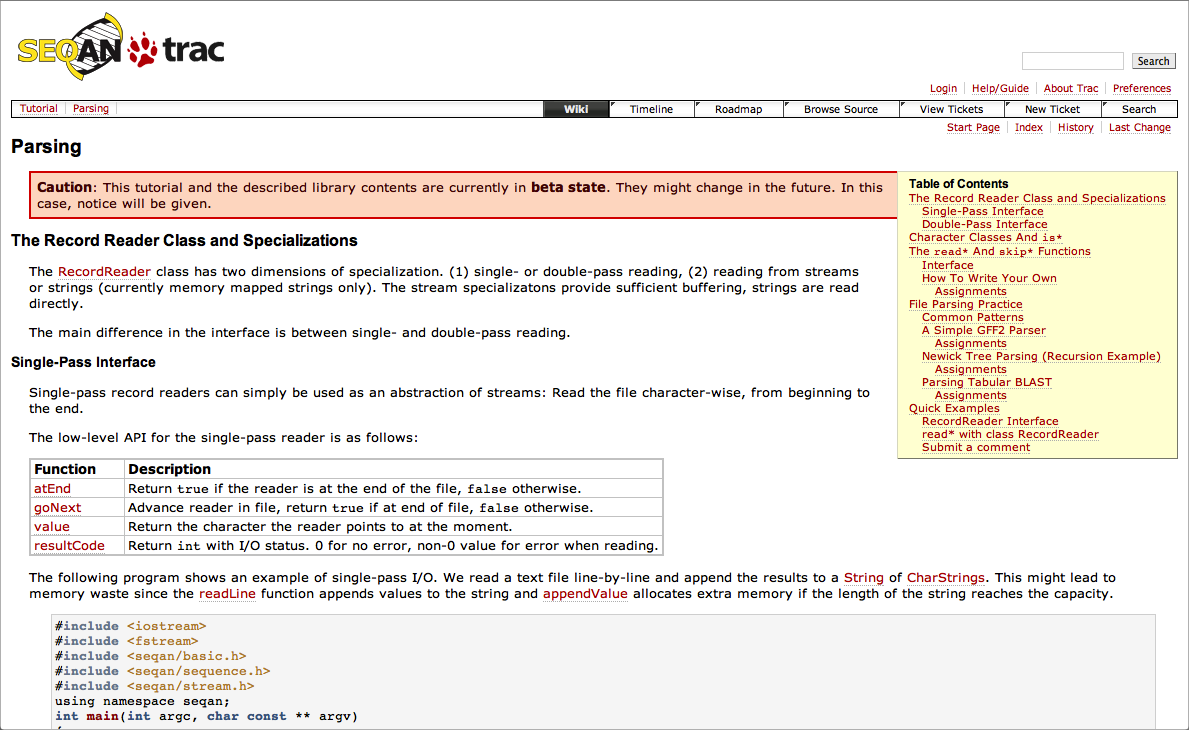 SEQAN trac
Search
Login Help/Guide About Trac Preferences
Tutorial Parsing Wiki Timeline Roadmap Browse Source View Tickets New Ticket Search
Start Page Index History Last Change
Parsing
Caution: This tutorial and the described library contents are currently in beta state. They might change in the future. In this
case, notice will be given.
Table of Contents
The Record Reader Class and Specializations
Single-Pass Interface
Double-Pass Interface
Character Classes And is*
The read* And skip* Functions
Interface
How To Write Your Own
Assignments
File Parsing Practice
Common Patterns
A Simple GFF2 Parser
Assignments
Newick Tree Parsing (Recursion Example)
Assignments
Parsing Tabular BLAST
Assignments
Quick Examples
RecordReader Interface
read* with class RecordReader
Submit a comment
The Record Reader Class and Specializations
The RecordReader class has two dimensions of specialization. (1) single- or double-pass reading, (2) reading from streams
or strings (currently memory mapped strings only). The stream specializatons provide sufficient buffering, strings are read
directly.
The main difference in the interface is between single- and double-pass reading.
Single-Pass Interface
Single-pass record readers can simply be used as an abstraction of streams: Read the file character-wise, from beginning to
the end.
The low-level API for the single-pass reader is as follows:
Function Description
atEnd Return true if the reader is at the end of the file, false otherwise.
goNext Advance reader in file, return true if at end of file, false otherwise.
value Return the character the reader points to at the moment.
resultCode Return int with I/O status. 0 for no error, non-0 value for error when reading.
The following program shows an example of single-pass I/O. We read a text file line-by-line and append the results to a String of CharStrings. This might lead to
memory waste since the readLine function appends values to the string and appendValue allocates extra memory if the length of the string reaches the capacity.
#include <iostream>
#include <fstream>
#include <seqan/basic.h>
#include <seqan/sequence.h>
#include <seqan/stream.h>
using namespace seqan;
int main(int argc, char const ** argv)